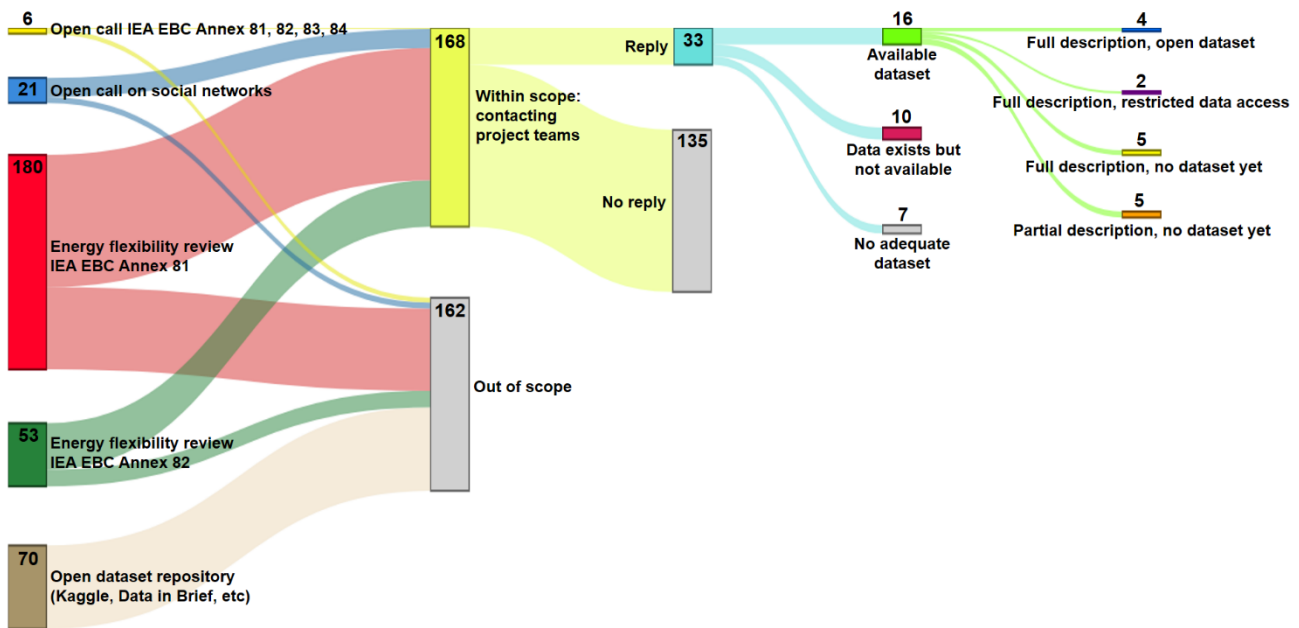 6
Open call IEA EBC Annex 81, 82, 83, 84
21
Open call on social networks
180
Energy flexibility review
IEA EBC Annex 81
53
Energy flexibility review
IEA EBC Annex 82
70
Open dataset repository
(Kaggle, Data in Brief, etc)
168
Within scope:
contacting
project teams
162
Out of scope
Reply
33
No reply
135
16
Available
dataset
10
Data exists but
not available
7
No adequate
dataset
4
Full description, open dataset
2
Full description, restricted data access
5
Full description, no dataset yet
5
Partial description, no dataset yet